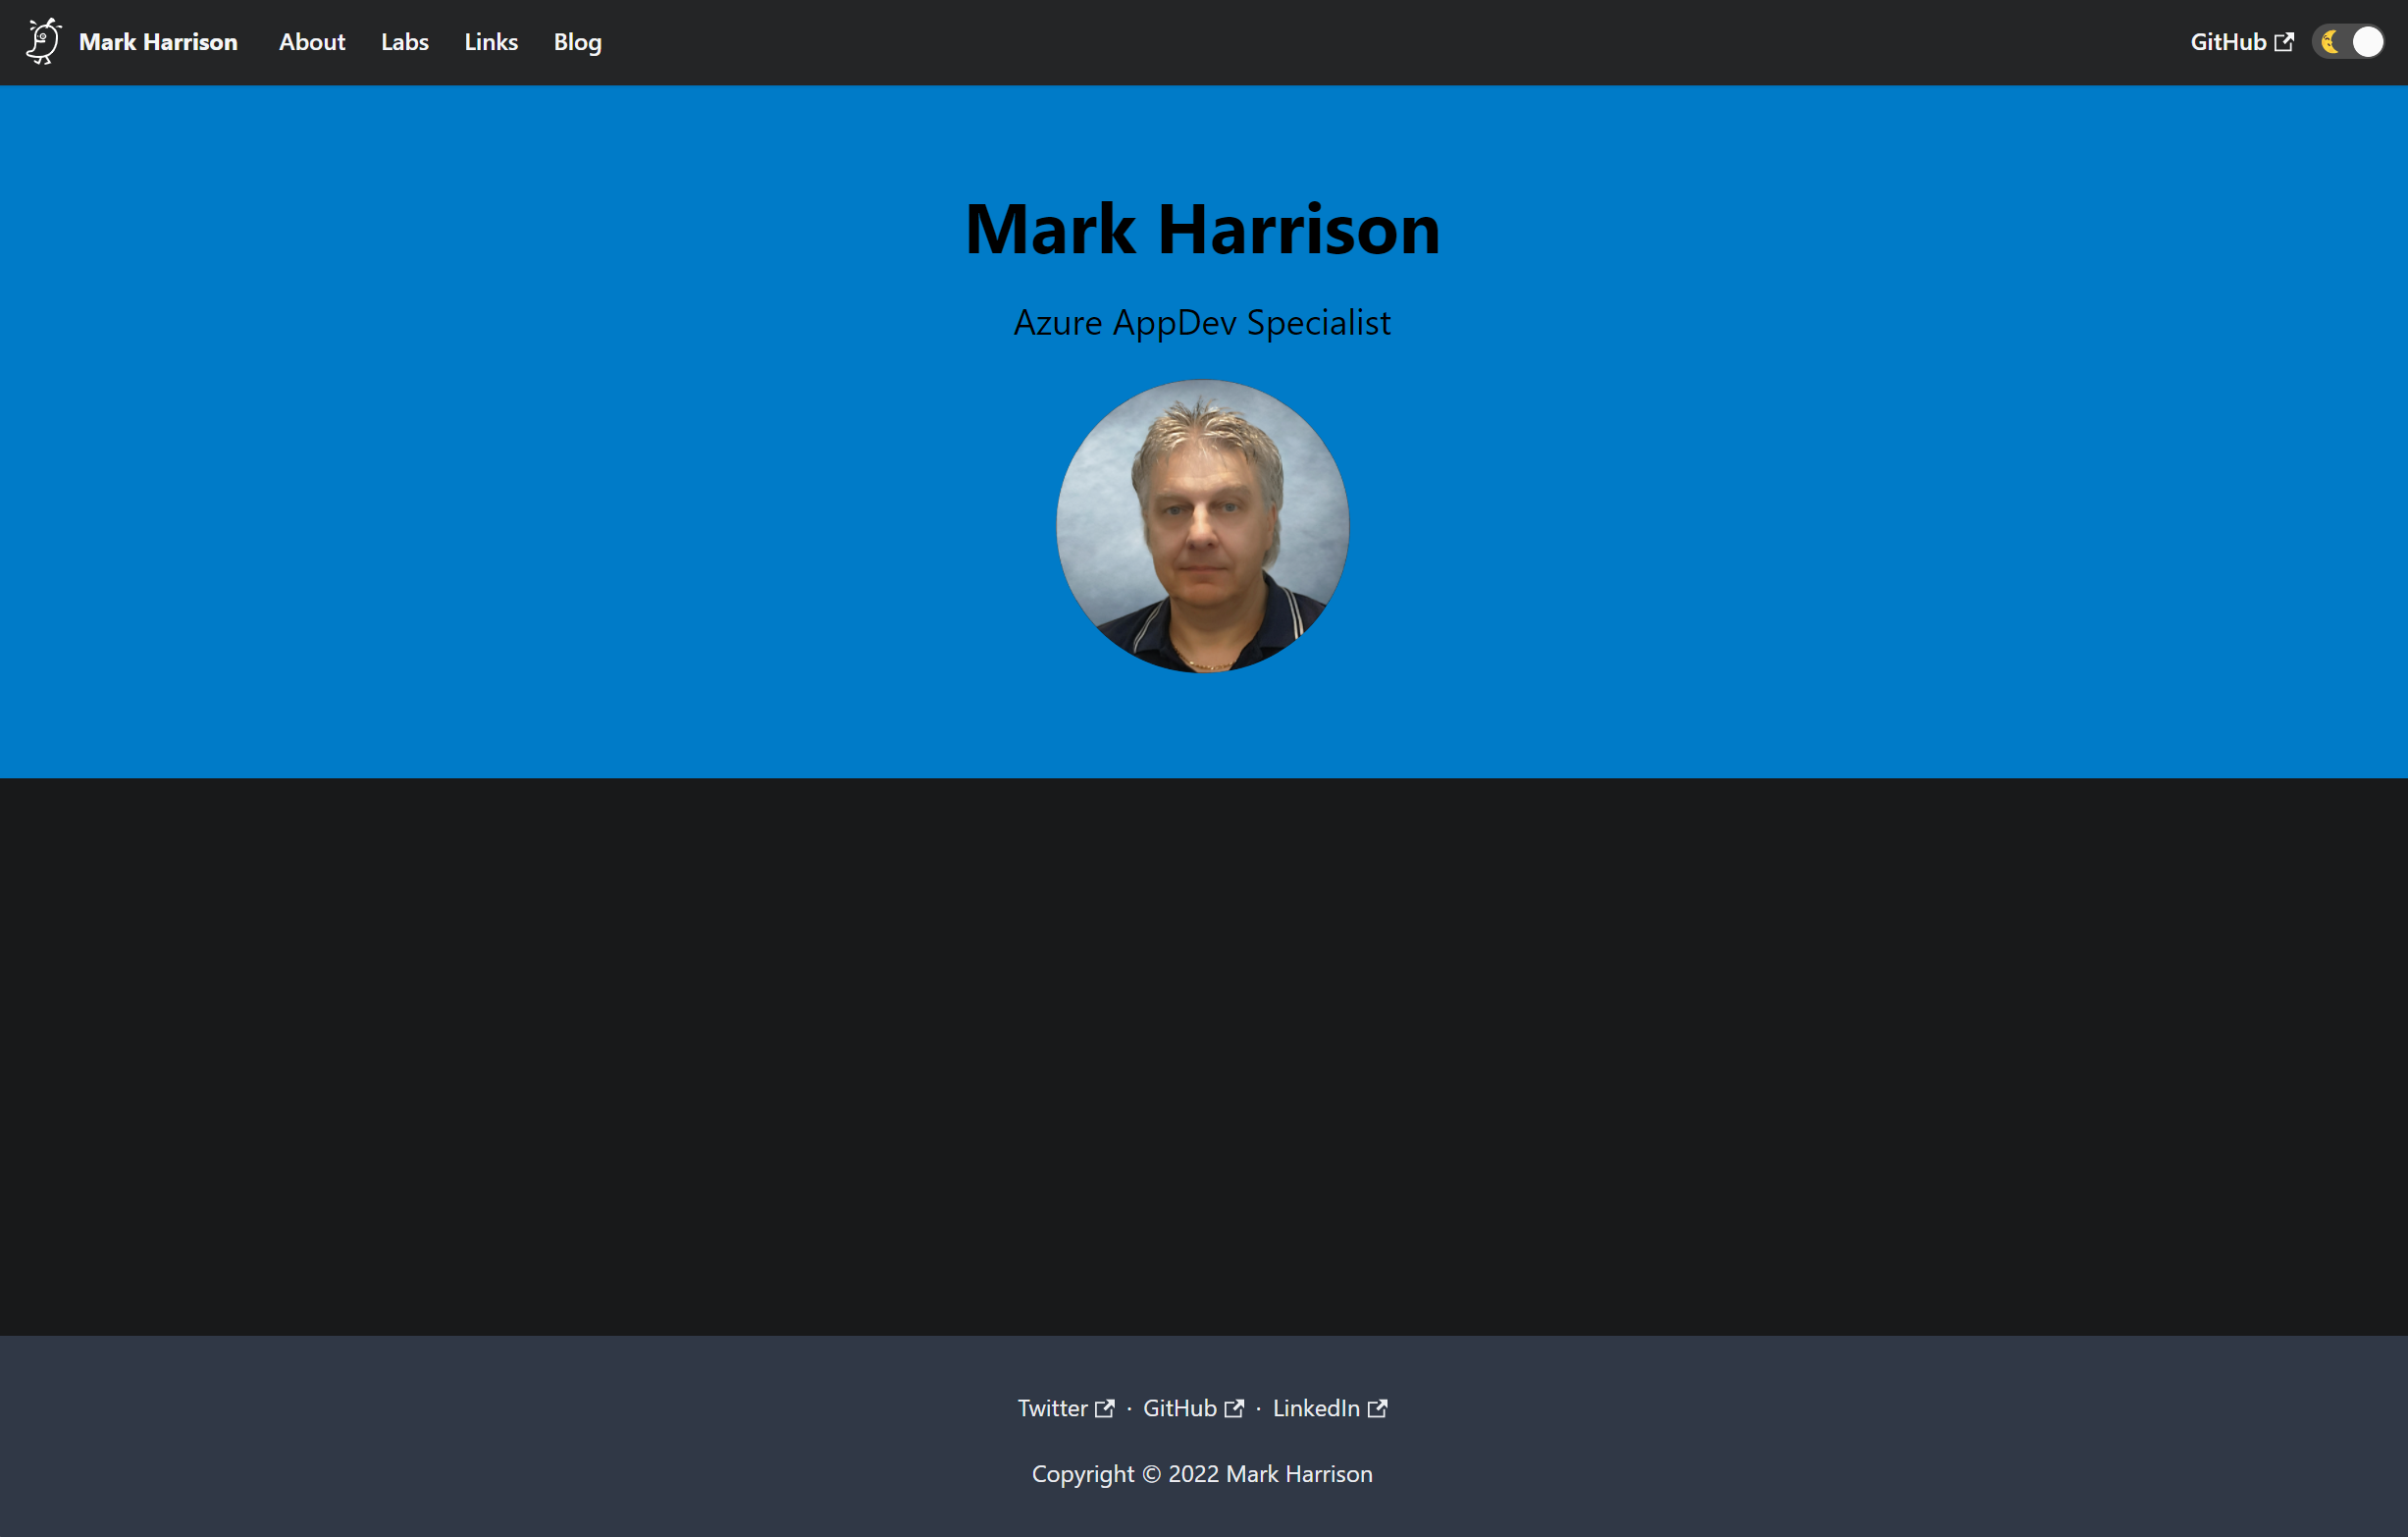 Mark Harrison About Labs Links Blog GitHub
Mark Harrison
Azure AppDev Specialist
Twitter · GitHub · LinkedIn
Copyright © 2022 Mark Harrison